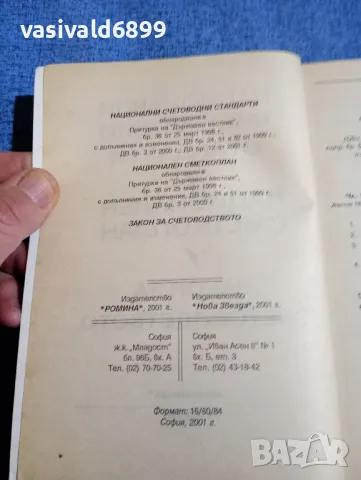 vasivald6899
НАЦИОНАЛНИ СЧЕТОВОДНИ СТАНДАРТИ
обнародвани в
Притурка на "Държавен вестник",
бр. 36 от 25 март 1998 г.,
с допълнения и изменения, ДВ бр. 24, 51 и 82 от 1999 г.,
ДВ бр. 3 от 2000 г., ДВ бр. 12 от 2001 г.
НАЦИОНАЛЕН СМЕТКОПЛАН
обнародван в
Притурка на "Държавен вестник",
бр. 36 от 25 март 1998 г.,
с допълнения и изменения, ДВ бр. 24 и 51 от 1999 г.,
ДВ бр. 3 от 2000 г.
ЗАКОН ЗА СЧЕТОВОДСТВОТО
Издателство
"РОМИНА", 2001 г.
Издателство
"Нова Звезда", 2001 г.
София
ж.к. "Младост"
бл. 96Б, вх. А
Тел. (02) 70-70-25
София
ул. "Иван Асен II" № 1
вх. Б, ет. 3
Тел. (02) 43-18-42
Формат: 16/60/84
София, 2001 г.
bazar.bg